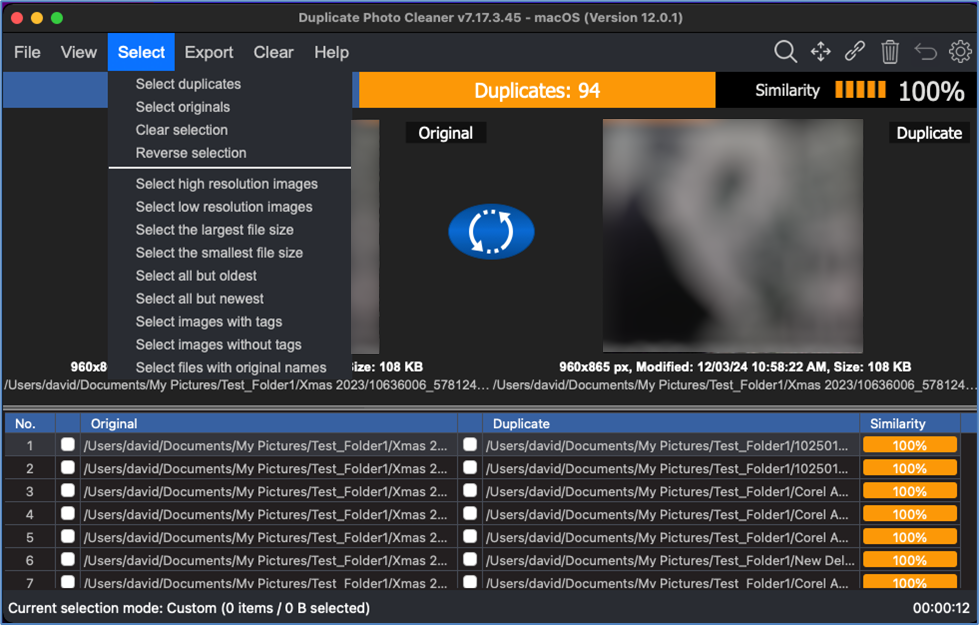 Duplicate Photo Cleaner v7.17.3.45 - macOS (Version 12.0.1)
File View Select Export Clear Help
Select duplicates
Select originals
Clear selection
Reverse selection
Select high resolution images
Select low resolution images
Select the largest file size
Select the smallest file size
Select all but oldest
Select all but newest
Select images with tags
Select images without tags
Select files with original names
Duplicates: 94
Similarity 100%
Original
Duplicate
960x8 ize: 108 KB
960x865 px, Modified: 12/03/24 10:58:22 AM, Size: 108 KB
/Users/david/Documents/My Pictures/Test_Folder1/Xmas 2023/10636006_578124... /Users/david/Documents/My Pictures/Test_Folder1/Xmas 2023/10636006_578124...
No. Original Duplicate Similarity
1 /Users/david/Documents/My Pictures/Test_Folder1/Xmas 2... /Users/david/Documents/My Pictures/Test_Folder1/102501... 100%
2 /Users/david/Documents/My Pictures/Test_Folder1/Xmas 2... /Users/david/Documents/My Pictures/Test_Folder1/102501... 100%
3 /Users/david/Documents/My Pictures/Test_Folder1/Xmas 2... /Users/david/Documents/My Pictures/Test_Folder1/Corel A... 100%
4 /Users/david/Documents/My Pictures/Test_Folder1/Xmas 2... /Users/david/Documents/My Pictures/Test_Folder1/Corel A... 100%
5 /Users/david/Documents/My Pictures/Test_Folder1/Xmas 2... /Users/david/Documents/My Pictures/Test_Folder1/Corel A... 100%
6 /Users/david/Documents/My Pictures/Test_Folder1/Xmas 2... /Users/david/Documents/My Pictures/Test_Folder1/New Del... 100%
7 /Users/david/Documents/My Pictures/Test_Folder1/Xmas 2... /Users/david/Documents/My Pictures/Test_Folder1/Corel A... 100%
Current selection mode: Custom (0 items / 0 B selected) 00:00:12